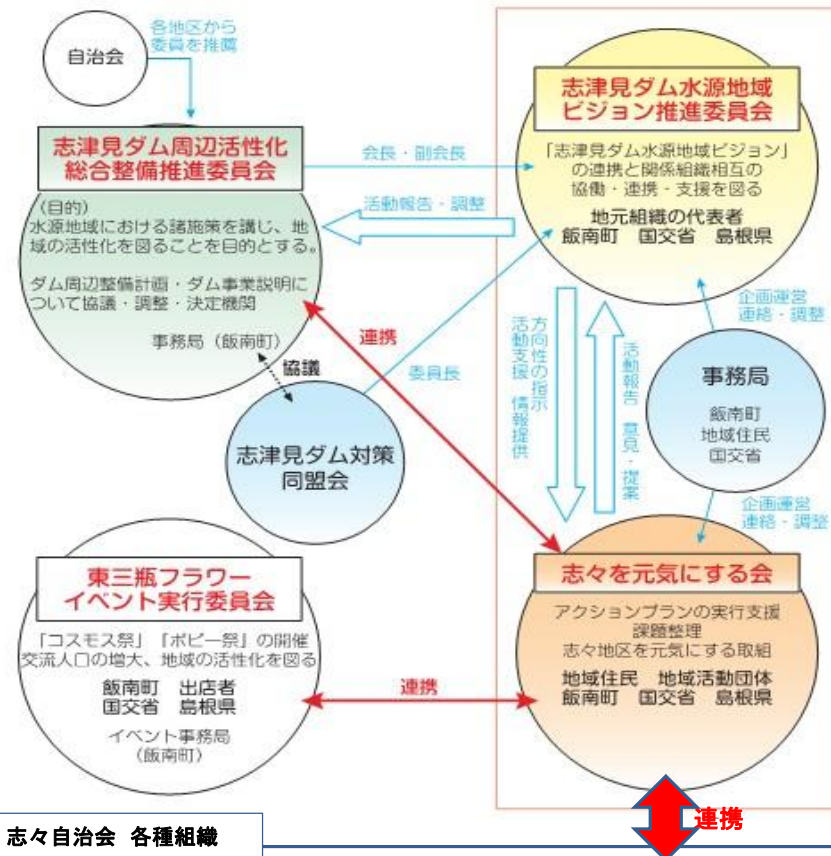 自治会
各地区から
委員を推薦
志津見ダム周辺活性化
総合整備推進委員会
（目的）
水源地域における諸施策を講じ、地
域の活性化を図ることを目的とする。
ダム周辺整備計画・ダム事業説明に
ついて協議・調整・決定機関
事務局（飯南町）
会長・副会長
活動報告・調整
志津見ダム水源地域
ビジョン推進委員会
「志津見ダム水源地域ビジョン」
の連携と関係組織相互の
協働・連携・支援を図る
地元組織の代表者
飯南町　国交省　島根県
協議
志津見ダム対策
同盟会
委員長
連携
方向性の指示
活動支援　情報提供
活動報告　意見・提案
企画運営
連絡・調整
事務局
飯南町
地域住民
国交省
企画運営
連絡・調整
東三瓶フラワー
イベント実行委員会
「コスモス祭」「ポピー祭」の開催
交流人口の増大、地域の活性化を図る
飯南町　出店者
国交省　島根県
イベント事務局
（飯南町）
連携
志々を元気にする会
アクションプランの実行支援
課題整理
志々地区を元気にする取組
地域住民　地域活動団体
飯南町　国交省　島根県
連携
志々自治会　各種組織